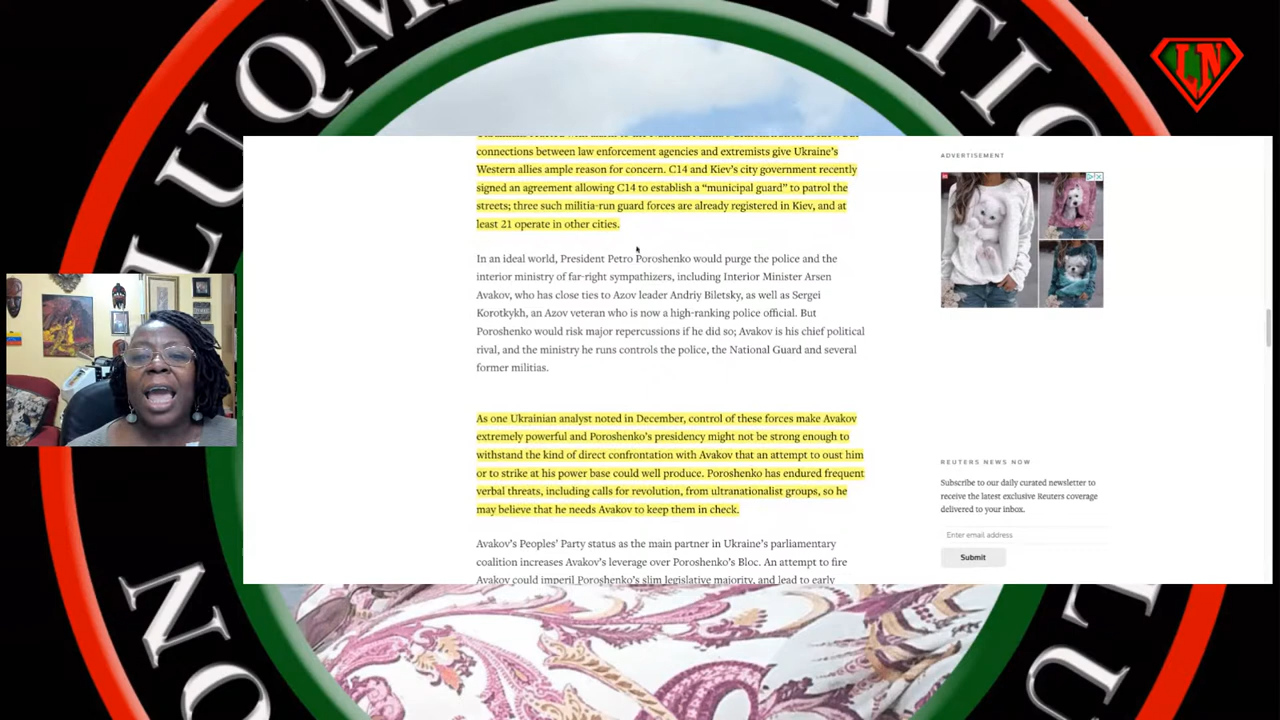 LUQM
ATIO
LN
connections between law enforcement agencies and extremists give Ukraine's
Western allies ample reason for concern. C14 and Kiev's city government recently
signed an agreement allowing C14 to establish a “municipal guard” to patrol the
streets; three such militia-run guard forces are already registered in Kiev, and at
least 21 operate in other cities.
In an ideal world, President Petro Poroshenko would purge the police and the
interior ministry of far-right sympathizers, including Interior Minister Arsen
Avakov, who has close ties to Azov leader Andriy Biletsky, as well as Sergei
Korotkykh, an Azov veteran who is now a high-ranking police official. But
Poroshenko would risk major repercussions if he did so; Avakov is his chief political
rival, and the ministry he runs controls the police, the National Guard and several
former militias.
As one Ukrainian analyst noted in December, control of these forces make Avakov
extremely powerful and Poroshenko's presidency might not be strong enough to
withstand the kind of direct confrontation with Avakov that an attempt to oust him
or to strike at his power base could well produce. Poroshenko has endured frequent
verbal threats, including calls for revolution, from ultranationalist groups, so he
may believe that he needs Avakov to keep them in check.
Avakov's Peoples' Party status as the main partner in Ukraine's parliamentary
coalition increases Avakov's leverage over Poroshenko's Bloc. An attempt to fire
Avakov could imperil Poroshenko's slim legislative majority, and lead to early
ADVERTISEMENT
REUTERS NEWS NOW
Subscribe to our daily curated newsletter to
receive the latest exclusive Reuters coverage
delivered to your inbox.
Enter email address
Submit
NO
LU